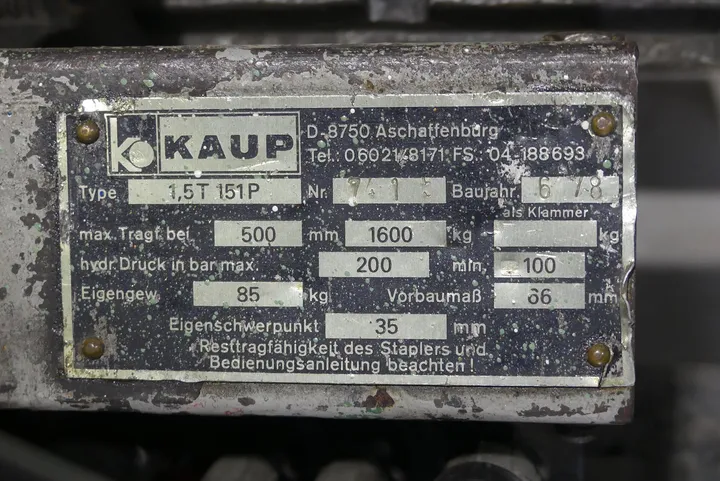 KAUP
D-8750 Aschaffenburg
Tel.: 06021/8171 FS: 04-188693
Type 1,5 T 151P Nr. Baujahr 6 78
als Klammer
max. Tragf. bei 500 mm 1600 kg kg
hydr. Druck in bar max. 200 min. 100
Eigengew. 85 kg Vorbaumaß 66 mm
Eigenschwerpunkt 35 mm
Resttragfähigkeit des Staplers und
Bedienungsanleitung beachten!